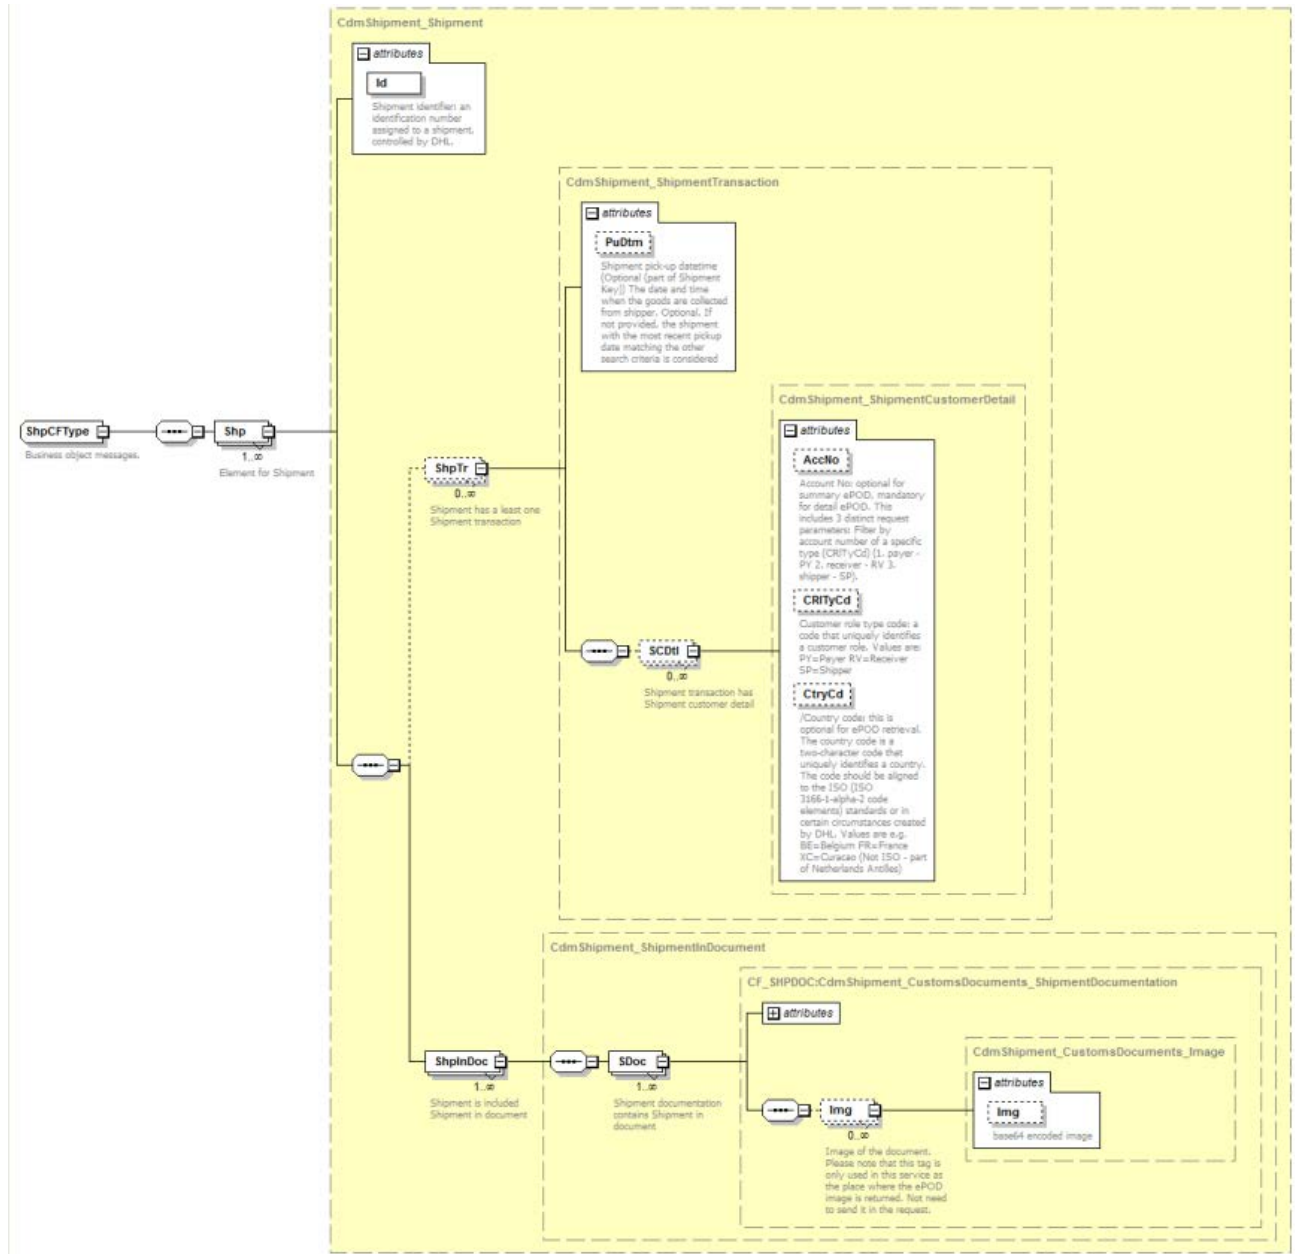 CdmShipment_Shipment
attributes
Id
Shipment identifier: an
identification number
assigned to a shipment,
controlled by DHL.
CdmShipment_ShipmentTransaction
attributes
PuDtm
Shipment pick-up datetime
(Optional (part of Shipment
Key)) The date and time
when the goods are collected
from shipper. Optional. If
not provided, the shipment
with the most recent pickup
date matching the other
search criteria is considered
CdmShipment_ShipmentCustomerDetail
attributes
AccNo
Account No: optional for
summary ePOD, mandatory
for detail ePOD. This
includes 3 distinct request
parameters: Filter by
account number of a specific
type (CRlTyCd) (1. payer -
PY 2. receiver - RV 3.
shipper - SP).
CRlTyCd
Customer role type code: a
code that uniquely identifies
a customer role. Values are:
PY=Payer RV=Receiver
SP=Shipper
CtryCd
/Country code: this is
optional for ePOD retrieval.
The country code is a
two-character code that
uniquely identifies a country.
The code should be aligned
to the ISO (ISO
3166-1-alpha-2 code
elements) standards or in
certain circumstances created
by DHL. Values are e.g.
BE=Belgium FR=France
XC=Curacao (Not ISO - part
of Netherlands Antilles)
ShpCFType
Business object messages.
Shp
1..∞
Element for Shipment
ShpTr
0..∞
Shipment has a least one
Shipment transaction
SCDtl
0..∞
Shipment transaction has
Shipment customer detail
CdmShipment_ShipmentInDocument
CF_SHPDOC:CdmShipment_CustomsDocuments_ShipmentDocumentation
attributes
ShpInDoc
1..∞
Shipment is included
Shipment in document
SDoc
1..∞
Shipment documentation
contains Shipment in
document
CdmShipment_CustomsDocuments_Image
attributes
Img
base64 encoded image
Img
0..∞
Image of the document.
Please note that this tag is
only used in this service as
the place where the ePOD
image is returned. Not need
to send it in the request.